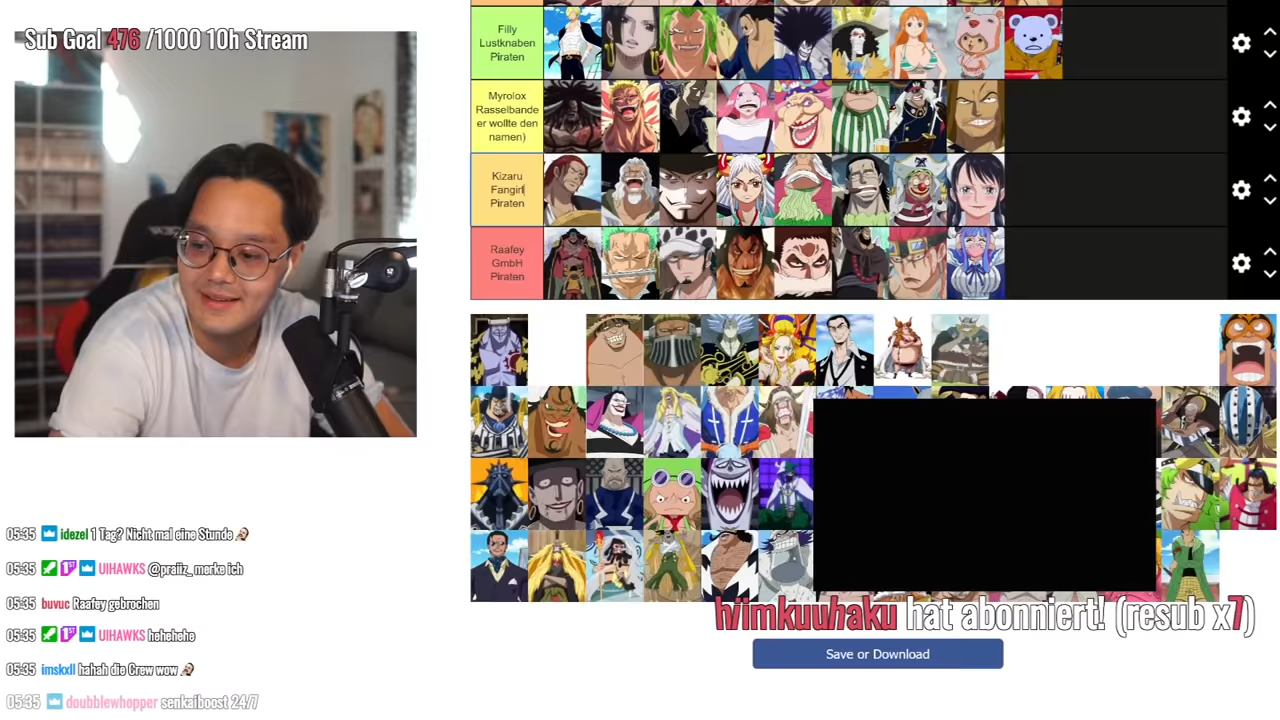 Sub Goal 476 /1000 10h Stream
Filly
Lustknaben
Piraten
Myrolox
Rasselbande
er wollte den
namen)
Kizaru
Fangirl
Piraten
Raafey
GmbH
Piraten
05:35 idezel 1 Tag? Nicht mal eine Stunde
05:35 UIHAWKS @praiiz_ merke ich
05:35 buvuc Raafey gebrochen
05:35 UIHAWKS hehehehe
05:35 imskxll hahah die Crew wow
05:35 doubblewhopper senkaiboost 24/7
hiimkuuhaku hat abonniert! (resub x7)
Save or Download